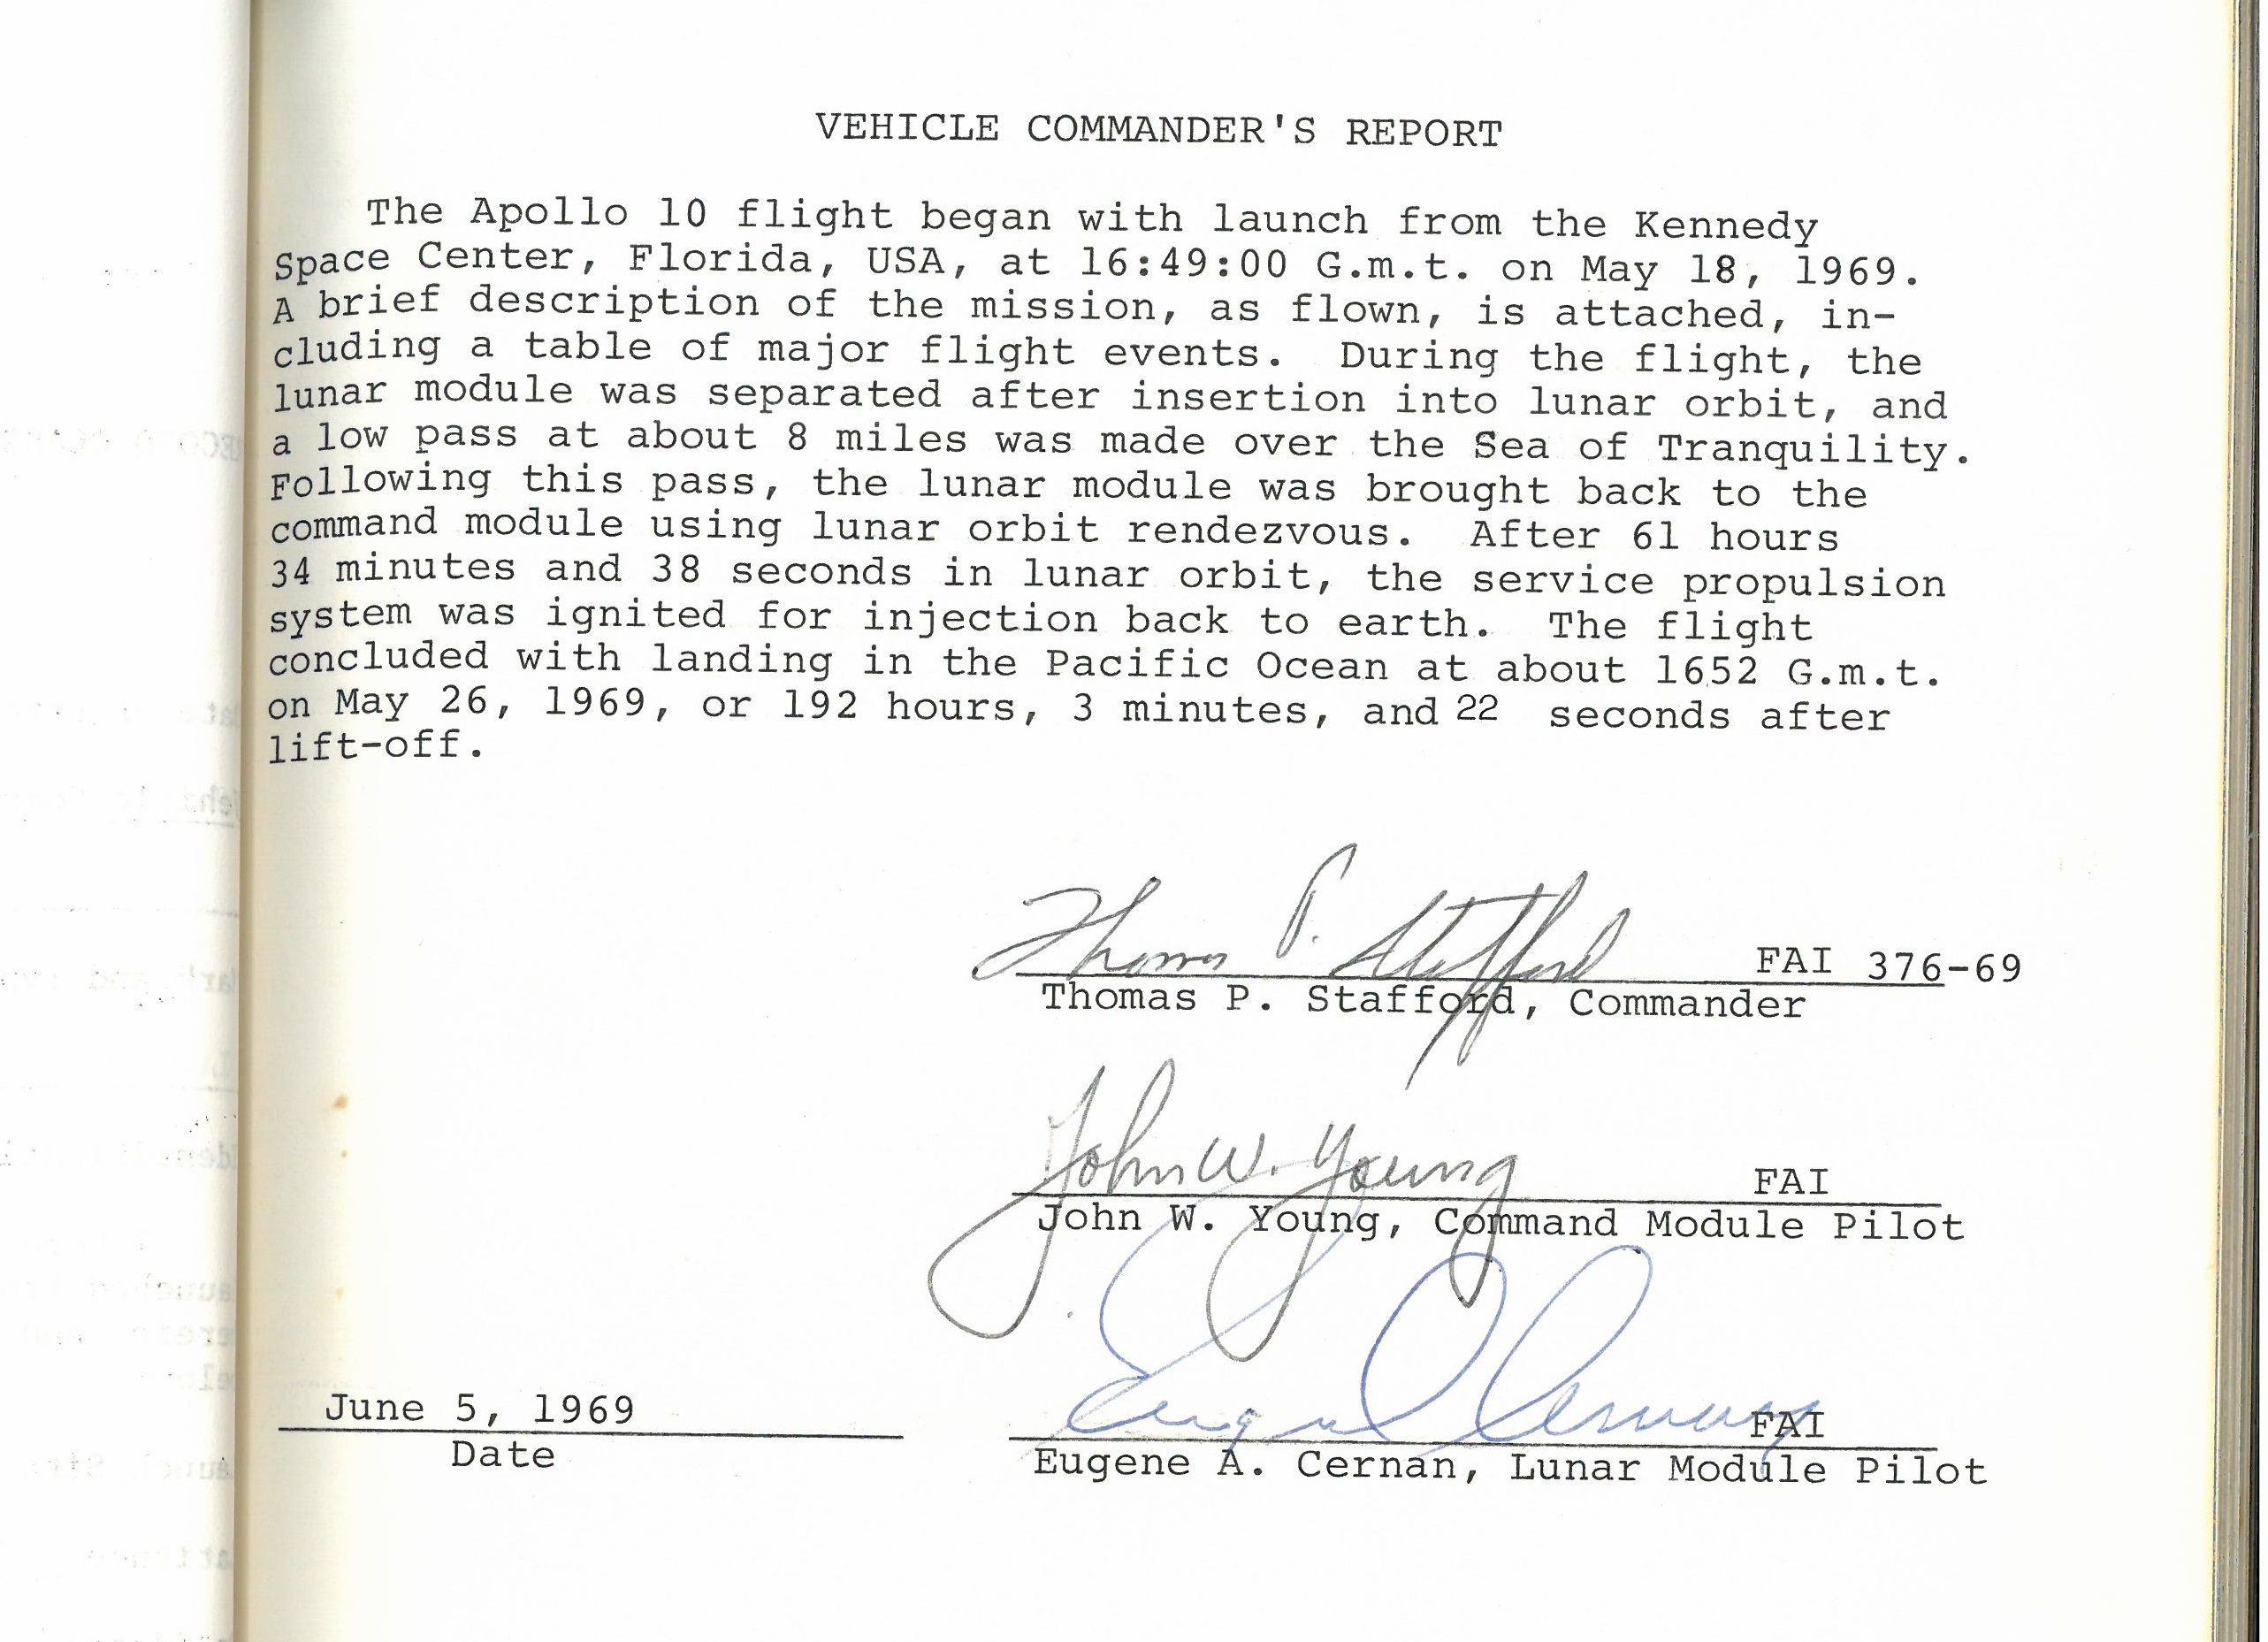 VEHICLE COMMANDER'S REPORT
The Apollo 10 flight began with launch from the Kennedy
Space Center, Florida, USA, at 16:49:00 G.m.t. on May 18, 1969.
A brief description of the mission, as flown, is attached, in-
cluding a table of major flight events. During the flight, the
lunar module was separated after insertion into lunar orbit, and
a low pass at about 8 miles was made over the Sea of Tranquility.
Following this pass, the lunar module was brought back to the
command module using lunar orbit rendezvous. After 61 hours
34 minutes and 38 seconds in lunar orbit, the service propulsion
system was ignited for injection back to earth. The flight
concluded with landing in the Pacific Ocean at about 1652 G.m.t.
on May 26, 1969, or 192 hours, 3 minutes, and 22 seconds after
lift-off.
Thomas P. Stafford FAI 376-69
Thomas P. Stafford, Commander
John W. Young FAI
John W. Young, Command Module Pilot
Eugene A Cernan FAI
Eugene A. Cernan, Lunar Module Pilot
June 5, 1969
Date